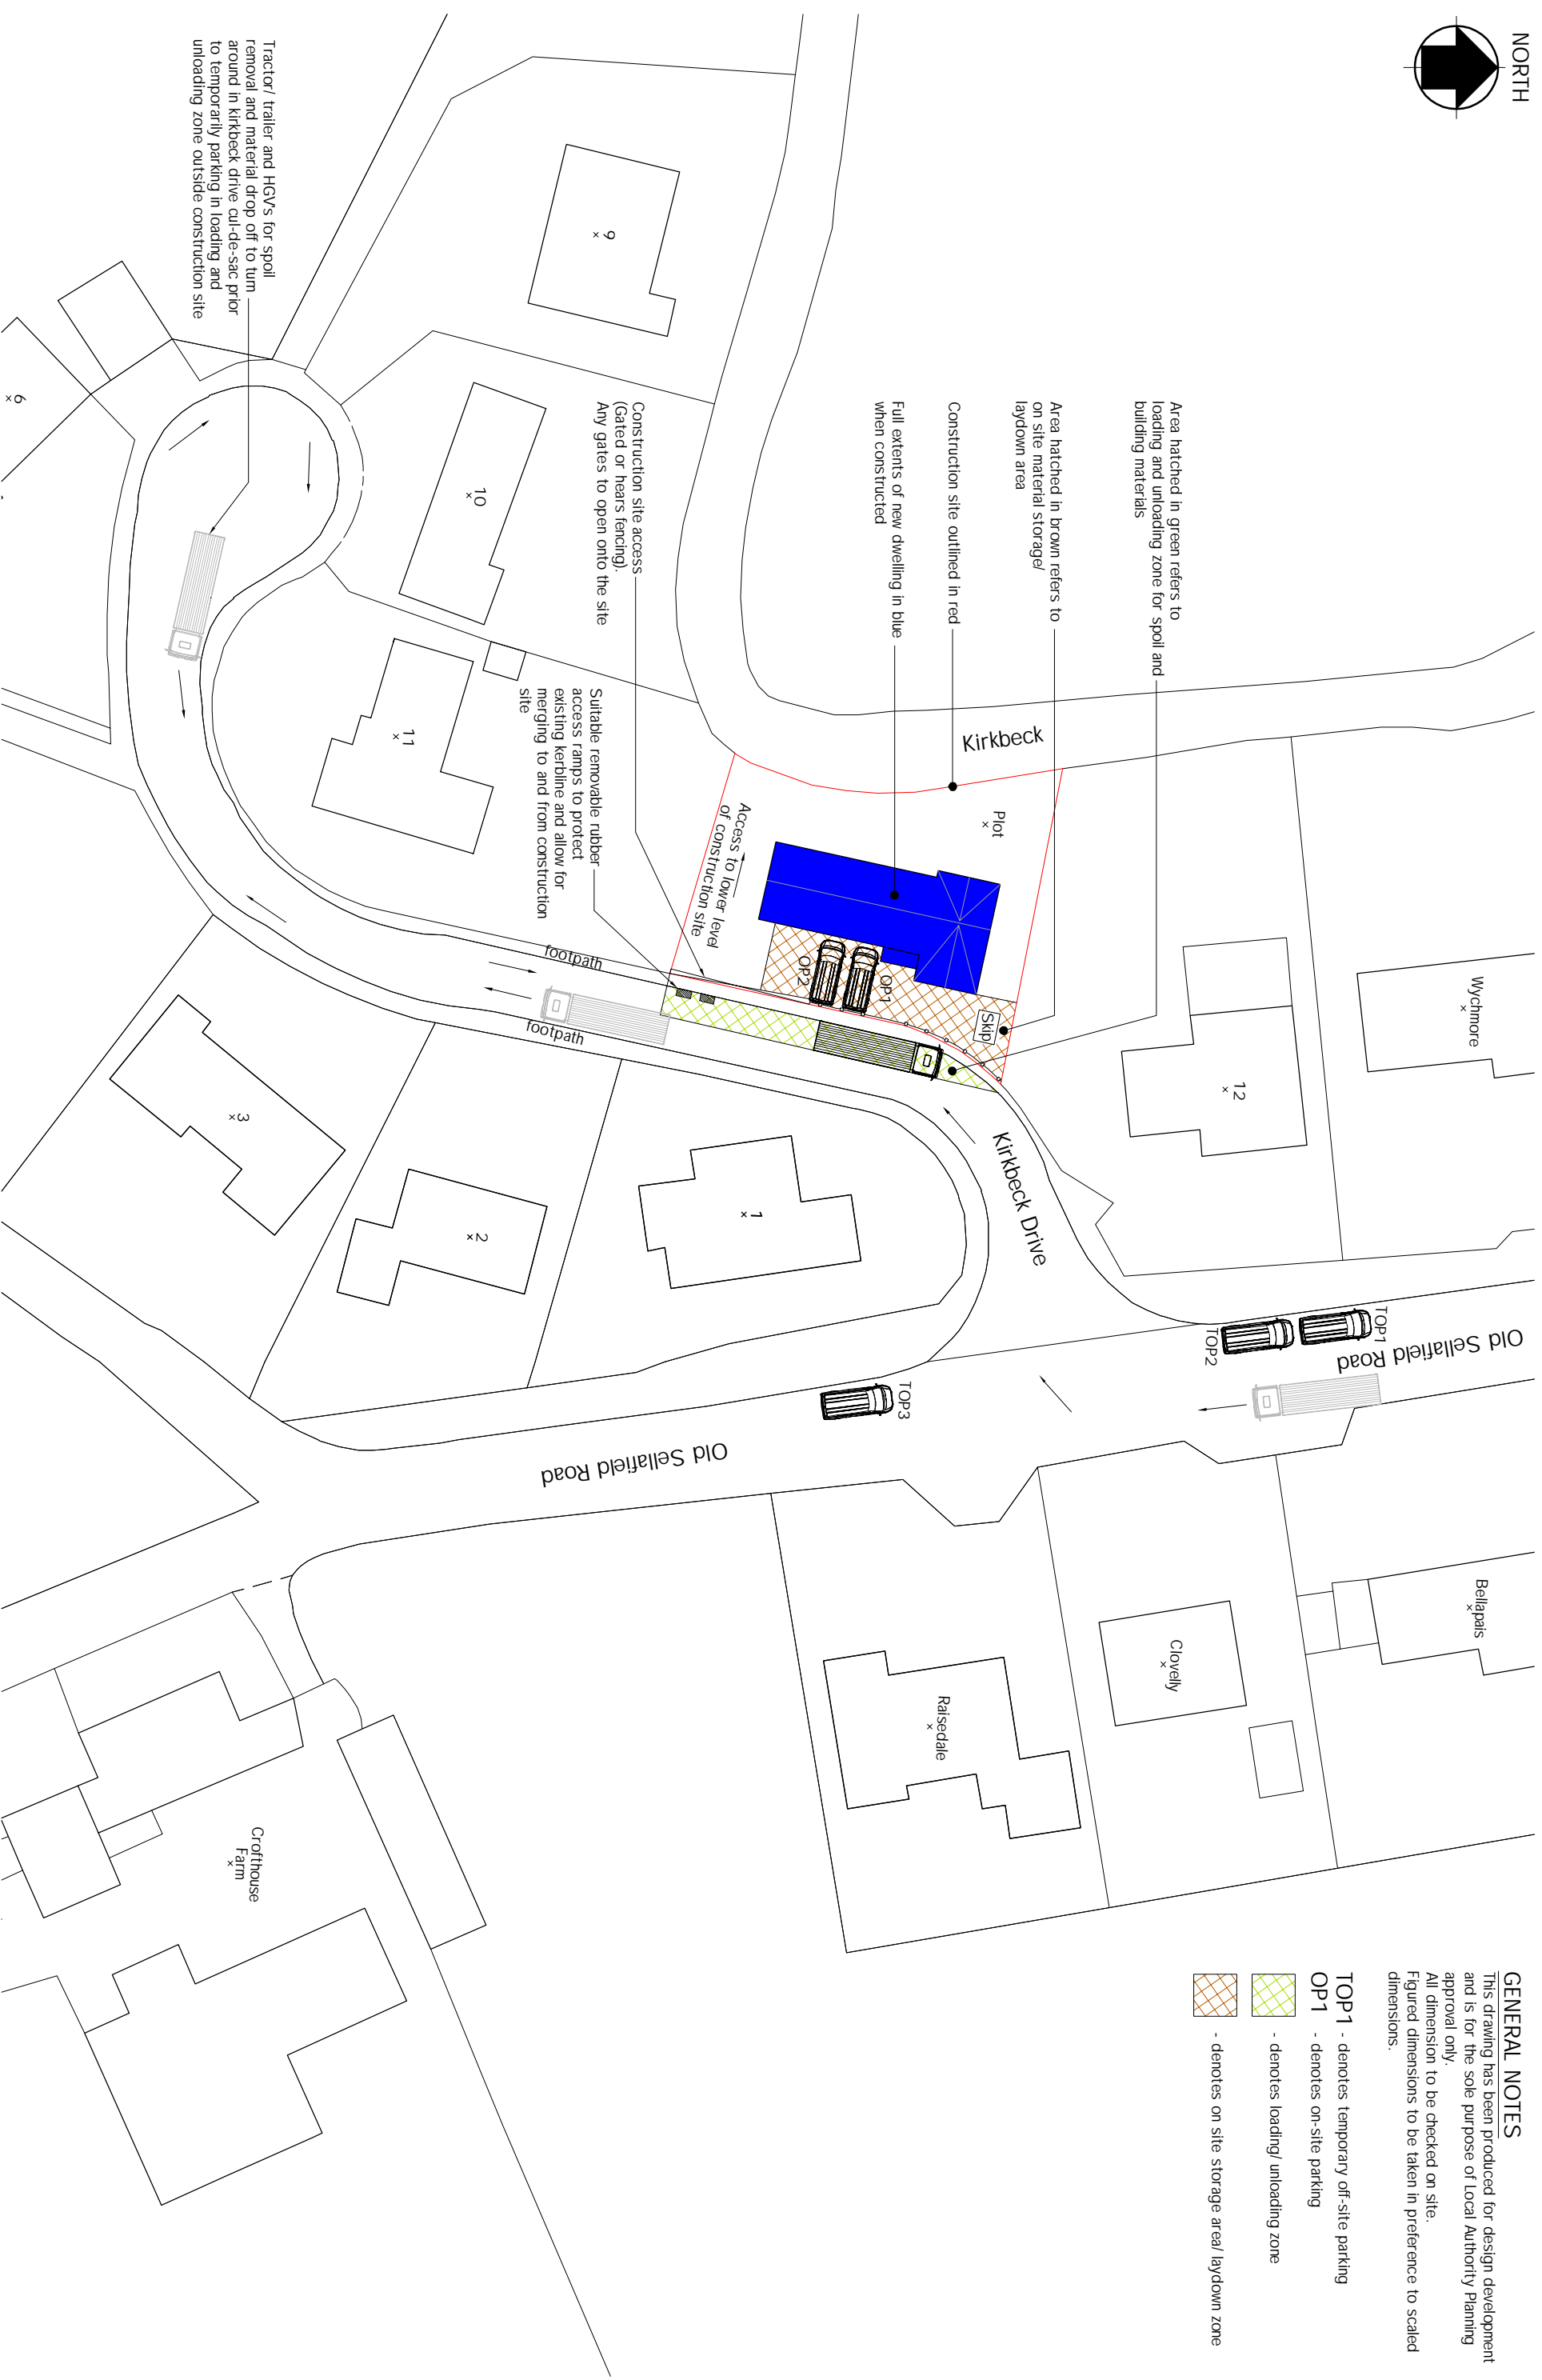 NORTH
GENERAL NOTES
This drawing has been produced for design development
and is for the sole purpose of Local Authority Planning
approval only.
All dimension to be checked on site.
Figured dimensions to be taken in preference to scaled
dimensions.
TOP1 - denotes temporary off-site parking
OP1 - denotes on-site parking
- denotes loading/ unloading zone
- denotes on site storage area/ laydown zone
Area hatched in green refers to
loading and unloading zone for spoil and
building materials
Area hatched in brown refers to
on site material storage/
laydown area
Construction site outlined in red
Full extents of new dwelling in blue
when constructed
Construction site access
(Gated or hears fencing).
Any gates to open onto the site
Suitable removable rubber
access ramps to protect
existing kerbline and allow for
merging to and from construction
site
Tractor/ trailer and HGV's for spoil
removal and material drop off to turn
around in kirkbeck drive cul-de-sac prior
to temporarily parking in loading and
unloading zone outside construction site
Access to lower level
of construction site
Kirkbeck
Plot
Skip
OP1
OP2
footpath
footpath
Kirkbeck Drive
Old Sellafield Road
Old Sellafield Road
TOP1
TOP2
TOP3
Wychmore
12
Bellapais
Clovelly
Raisedale
Crofthouse
Farm
9
10
11
6
1
2
3